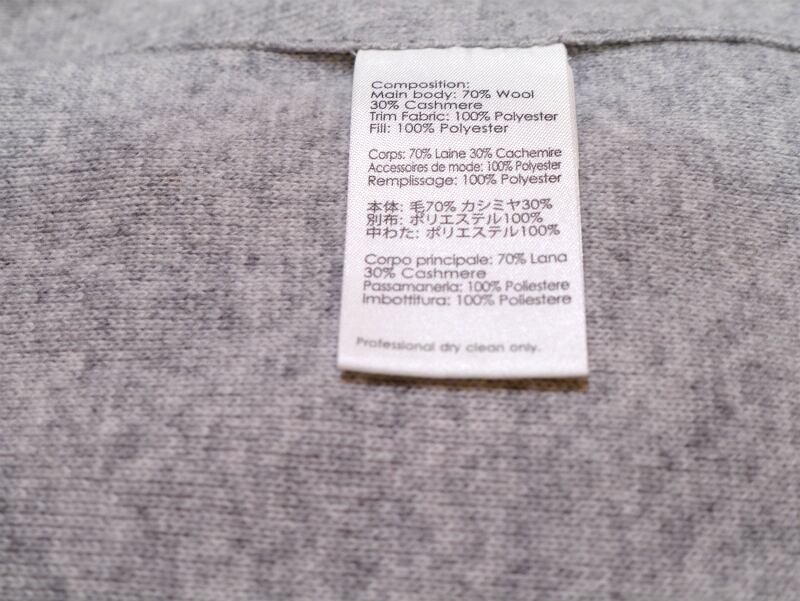 Composition:
Main body: 70% Wool
30% Cashmere
Trim Fabric: 100% Polyester
Fill: 100% Polyester
Corps: 70% Laine 30% Cachemire
Accessoires de mode: 100% Polyester
Remplissage: 100% Polyester
本体: 毛70% カシミヤ30%
別布: ポリエステル100%
中わた: ポリエステル100%
Corpo principale: 70% Lana
30% Cashmere
Passamaneria: 100% Poliestere
Imbottitura: 100% Poliestere
Professional dry clean only.